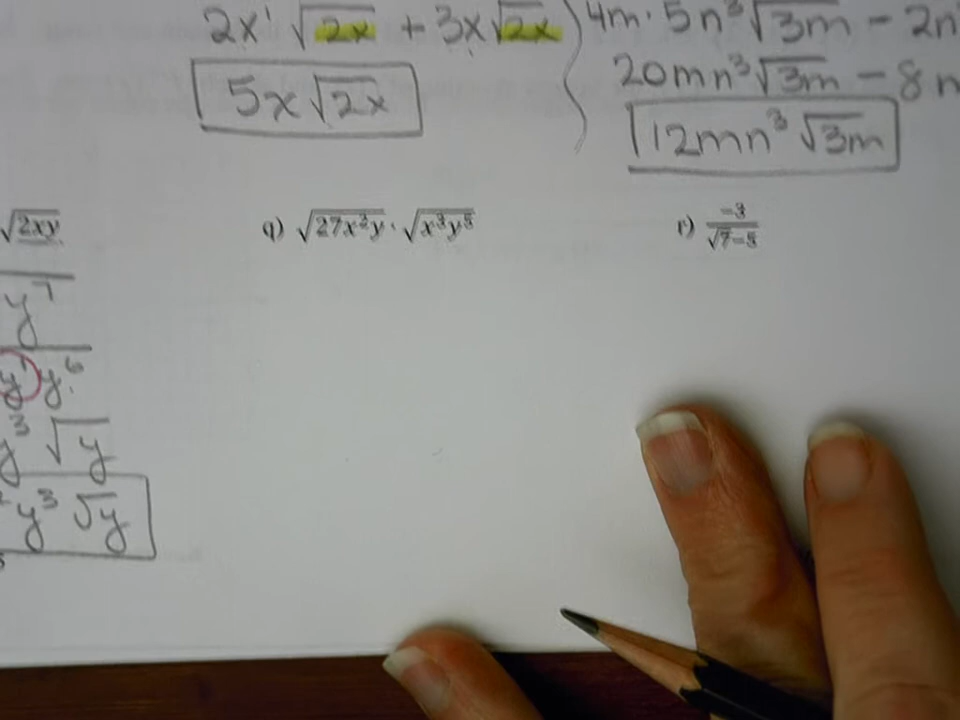 2x¹ √2x + 3x√2x
5x√2x
4m · 5n³√3m − 2n
20mn³√3m − 8n
12mn³ √3m
√2xy
q) √27x²y · √x³y⁵
r) −3/√7−5
y⁷
y¹ y⁶
y³ √y
y³ √y